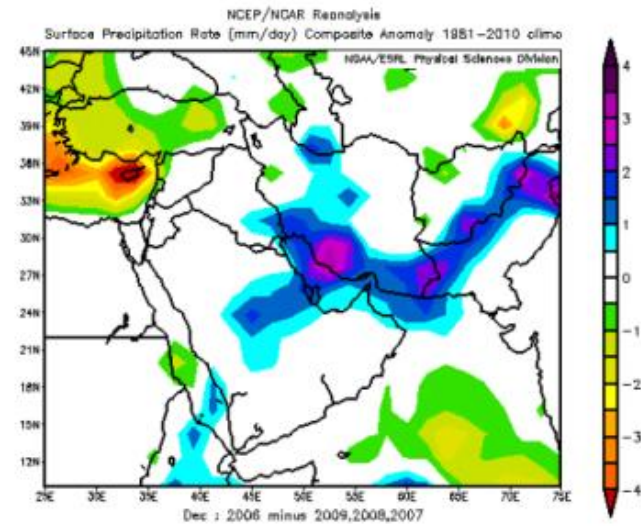 NCEP/NCAR Reanalysis
Surface Precipitation Rate (mm/day) Composite Anomaly 1981-2010 climo
NOAA/ESRL Physical Sciences Division
45N
42N
39N
36N
33N
30N
27N
24N
21N
18N
15N
12N
25E 30E 35E 40E 45E 50E 55E 60E 65E 70E 75E
4
3
2
1
0
-1
-2
-3
-4
Dec : 2006 minus 2009,2008,2007